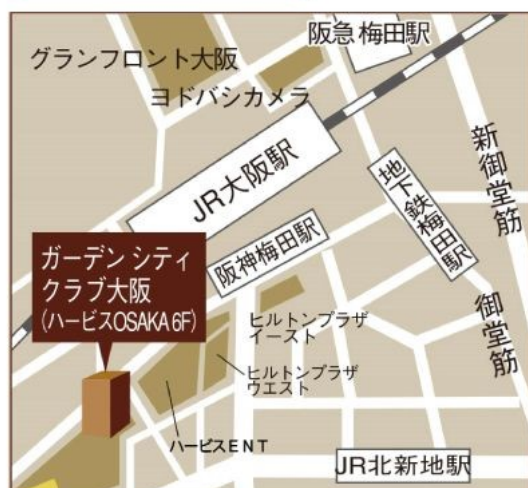 阪急 梅田駅
グランフロント大阪
ヨドバシカメラ
新御堂筋
JR大阪駅
地下鉄梅田駅
阪神梅田駅
ガーデン シティ
クラブ大阪
(ハービスOSAKA 6F)
ヒルトンプラザ
イースト
御堂筋
ヒルトンプラザ
ウエスト
ハービスENT
JR北新地駅